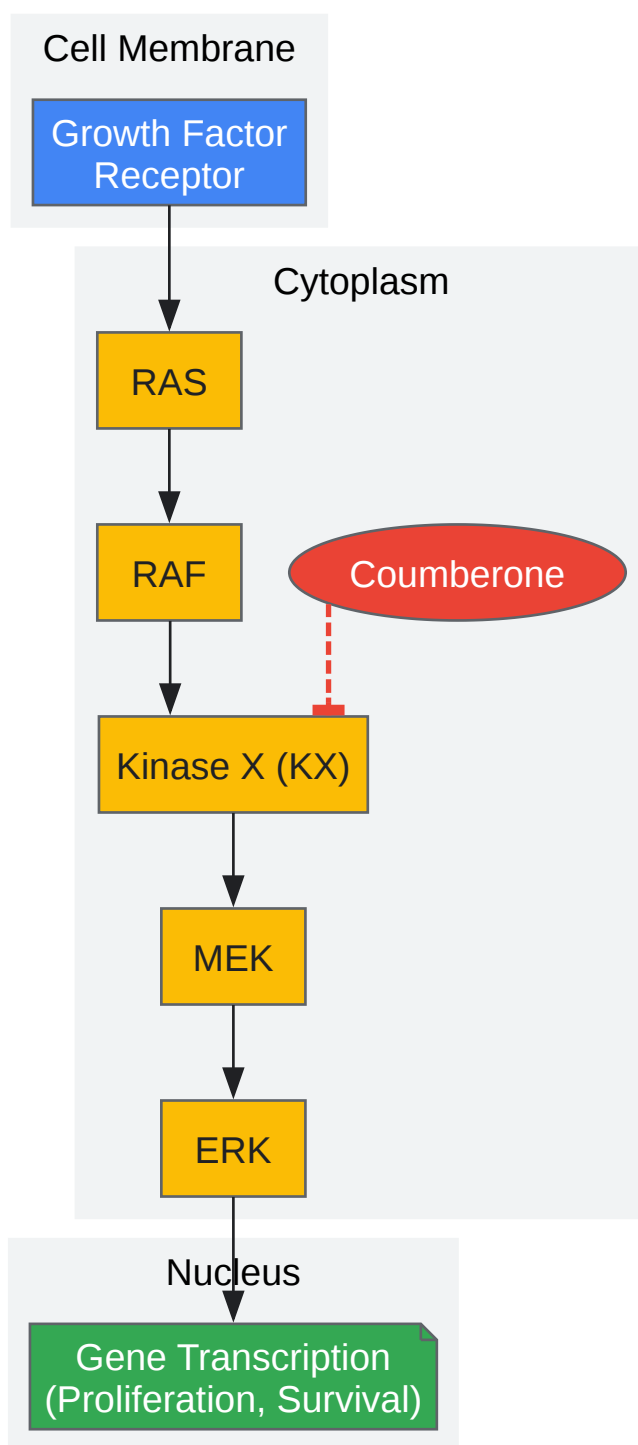 Cell Membrane
Growth Factor
Receptor
Cytoplasm
RAS
RAF
Coumberone
Kinase X (KX)
MEK
ERK
Nucleus
Gene Transcription
(Proliferation, Survival)